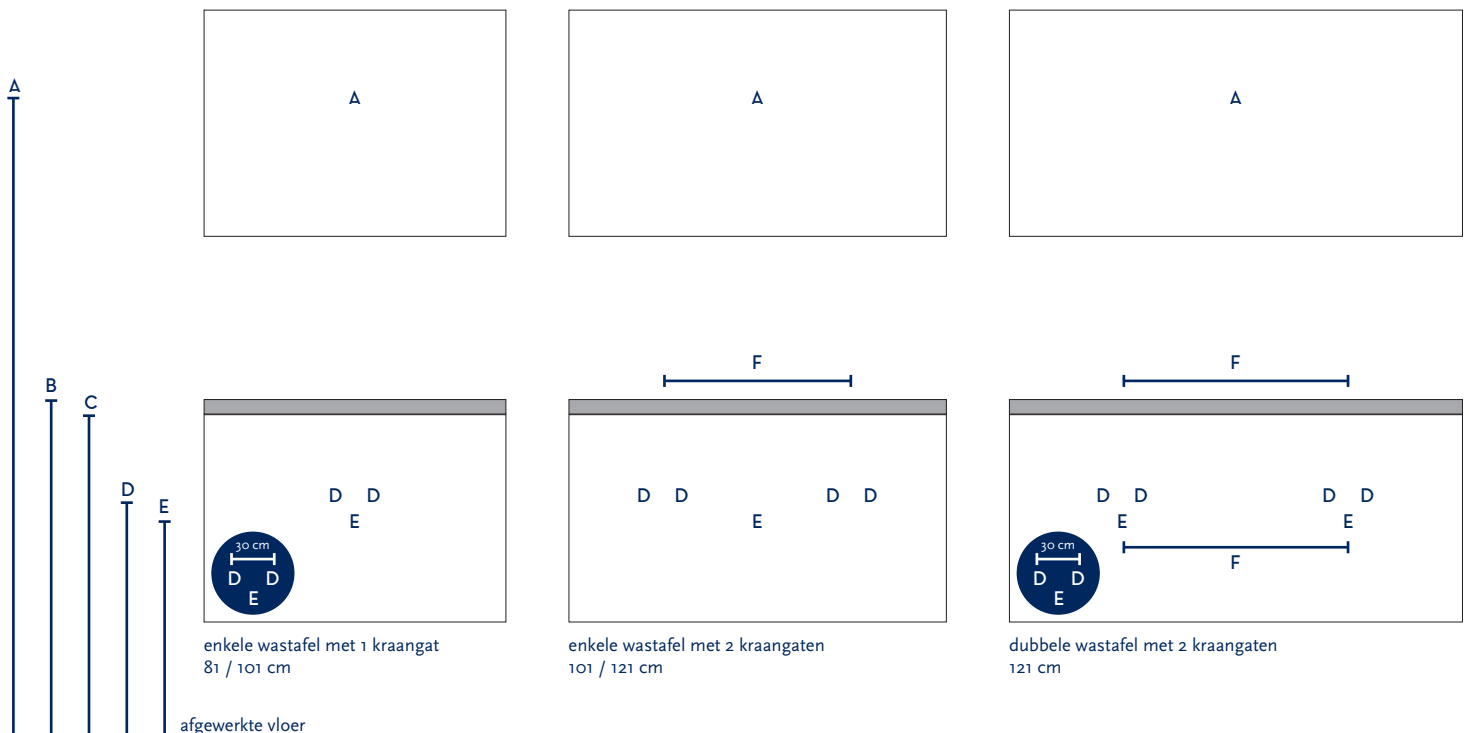 A
A
A
A
B
C
D
E
F
F
D D
E
30 cm
D D
E
D D
D D
E
D D
D D
E
E
F
30 cm
D D
E
enkele wastafel met 1 kraangat
81 / 101 cm
enkele wastafel met 2 kraangaten
101 / 121 cm
dubbele wastafel met 2 kraangaten
121 cm
afgewerkte vloer